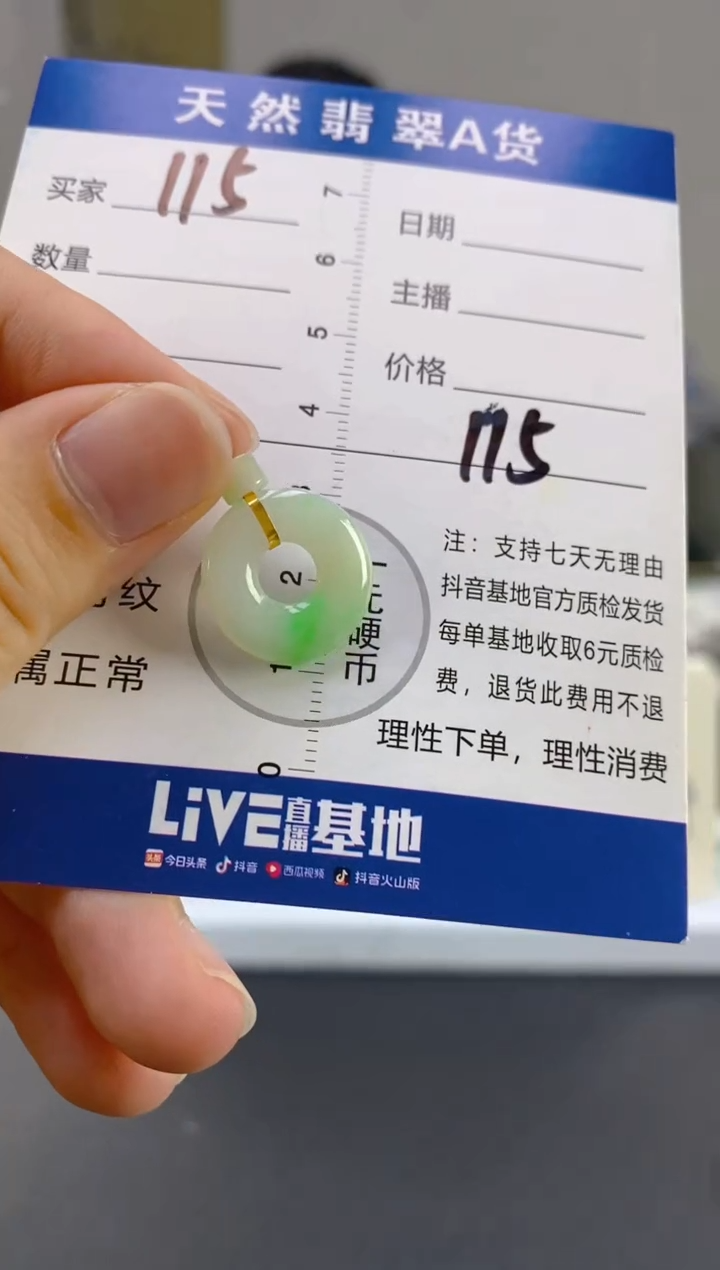 天然翡翠A货
买家 115
数量
日期
主播
价格
115
7
6
5
4
2
1
0
纹
属正常
一元硬币
注：支持七天无理由
抖音基地官方质检发货
每单基地收取6元质检
费，退货此费用不退
理性下单，理性消费
LiVE直播基地
头条 今日头条 抖音 西瓜视频 抖音火山版